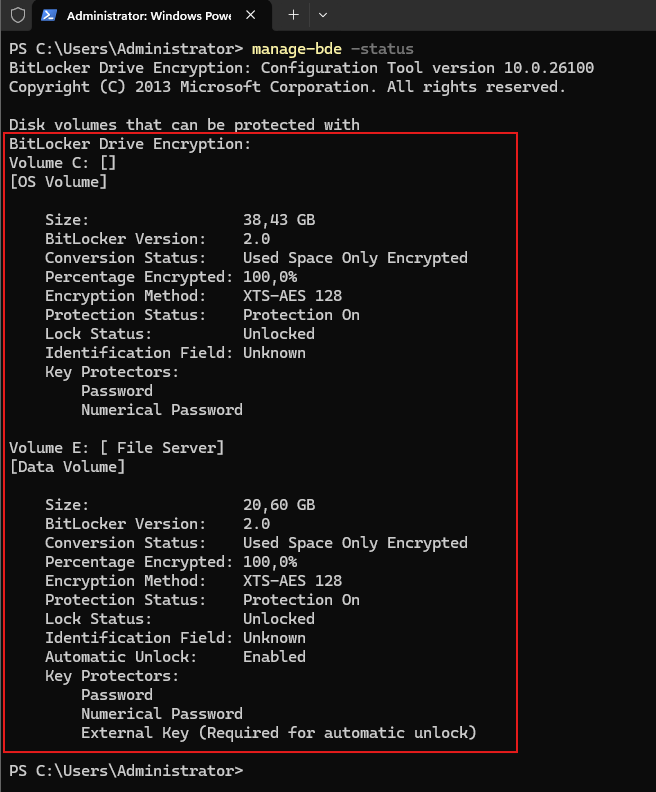 Administrator: Windows Powe
PS C:\Users\Administrator> manage-bde -status
BitLocker Drive Encryption: Configuration Tool version 10.0.26100
Copyright (C) 2013 Microsoft Corporation. All rights reserved.
Disk volumes that can be protected with
BitLocker Drive Encryption:
Volume C: []
[OS Volume]
Size: 38,43 GB
BitLocker Version: 2.0
Conversion Status: Used Space Only Encrypted
Percentage Encrypted: 100,0%
Encryption Method: XTS-AES 128
Protection Status: Protection On
Lock Status: Unlocked
Identification Field: Unknown
Key Protectors:
Password
Numerical Password
Volume E: [ File Server]
[Data Volume]
Size: 20,60 GB
BitLocker Version: 2.0
Conversion Status: Used Space Only Encrypted
Percentage Encrypted: 100,0%
Encryption Method: XTS-AES 128
Protection Status: Protection On
Lock Status: Unlocked
Identification Field: Unknown
Automatic Unlock: Enabled
Key Protectors:
Password
Numerical Password
External Key (Required for automatic unlock)
PS C:\Users\Administrator>